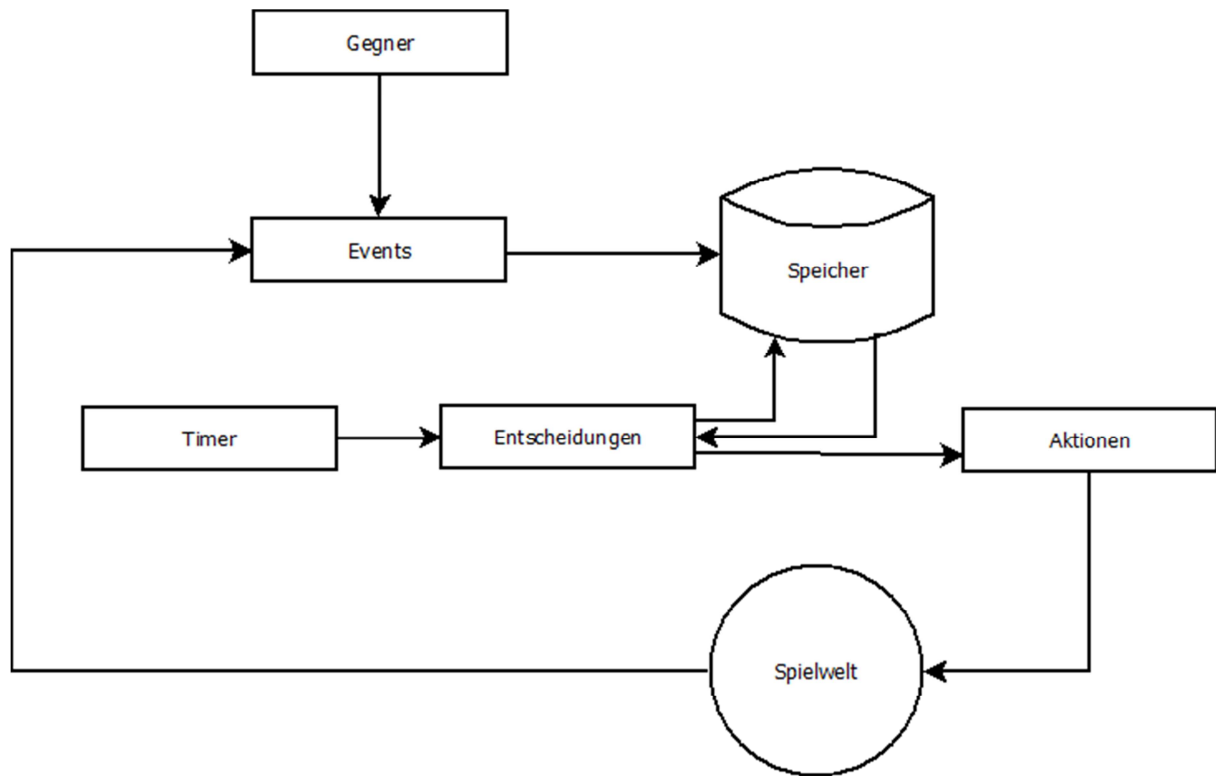 Gegner
Events
Speicher
Timer
Entscheidungen
Aktionen
Spielwelt